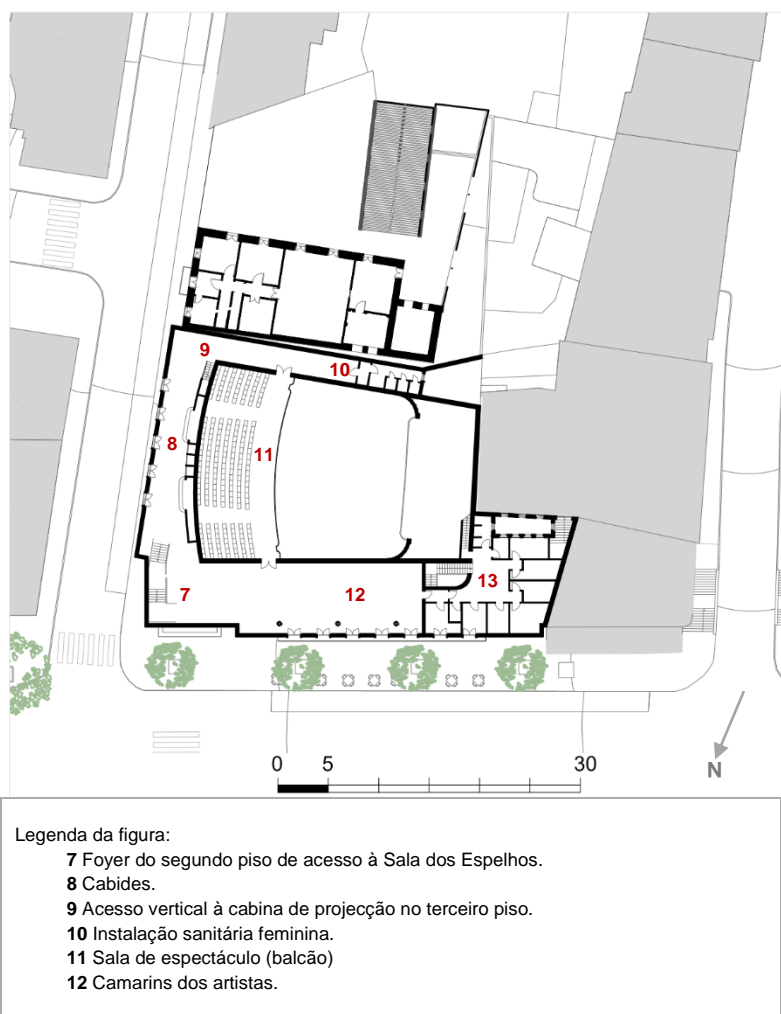 9
10
8
11
13
7
12
0 5 30
N
Legenda da figura:
7 Foyer do segundo piso de acesso à Sala dos Espelhos.
8 Cabides.
9 Acesso vertical à cabina de projecção no terceiro piso.
10 Instalação sanitária feminina.
11 Sala de espectáculo (balcão)
12 Camarins dos artistas.